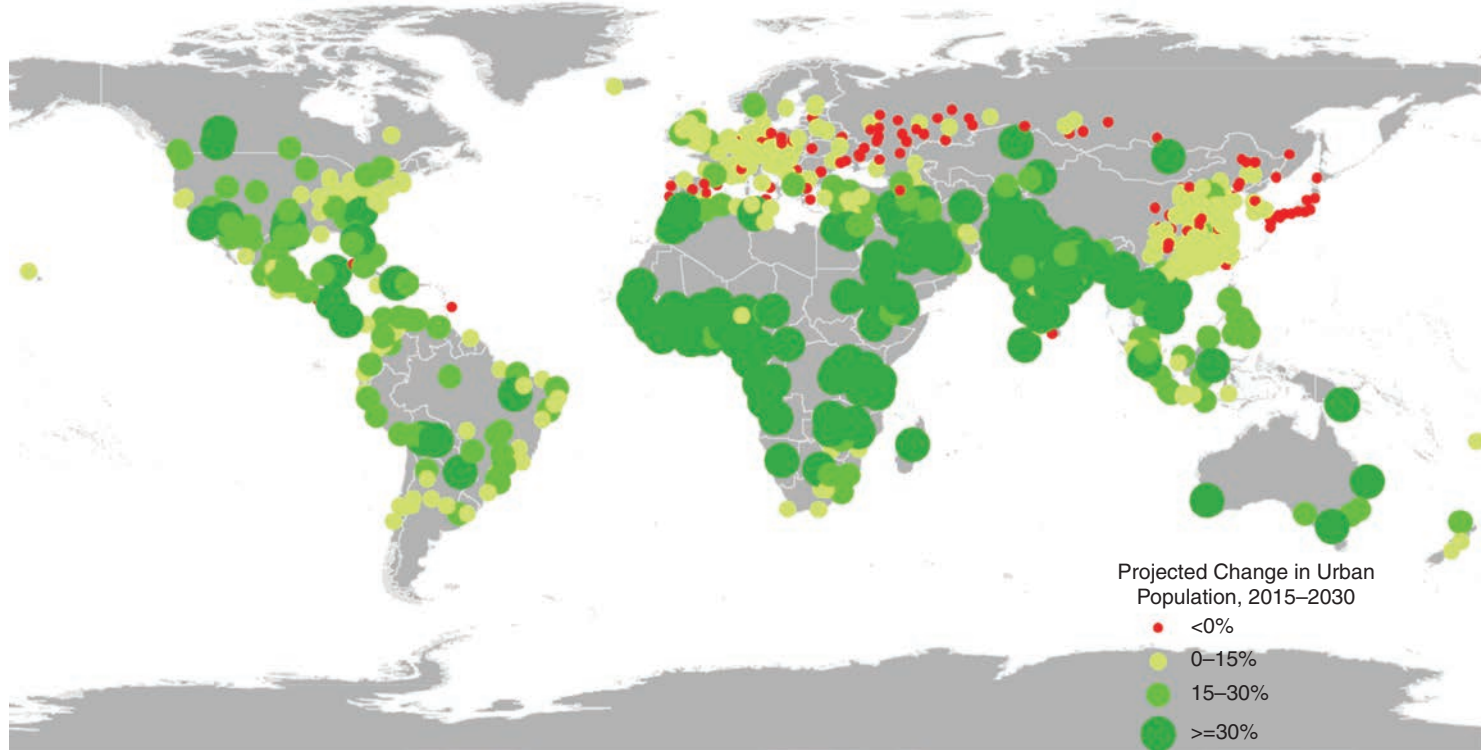 Projected Change in Urban
Population, 2015–2030
<0%
0–15%
15–30%
>=30%